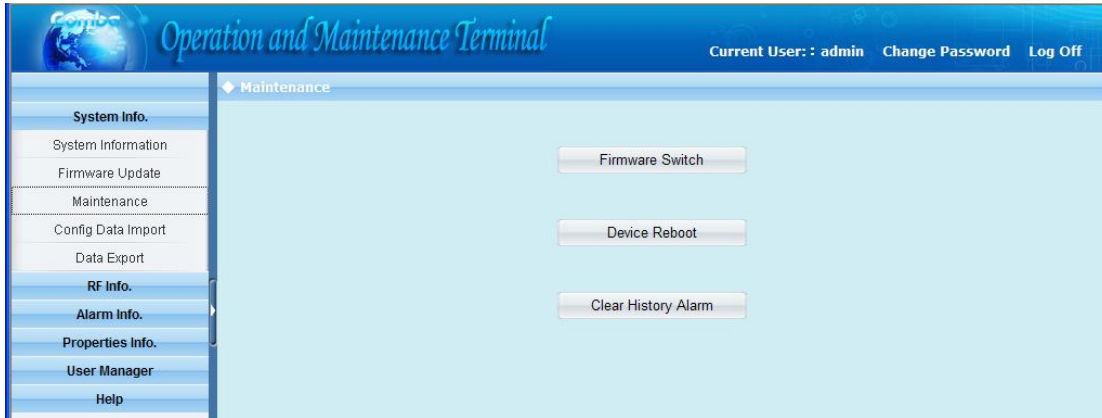 Comba
Operation and Maintenance Terminal
Current User: : admin Change Password Log Off
Maintenance
System Info.
System Information
Firmware Update
Maintenance
Config Data Import
Data Export
RF Info.
Alarm Info.
Properties Info.
User Manager
Help
Firmware Switch
Device Reboot
Clear History Alarm